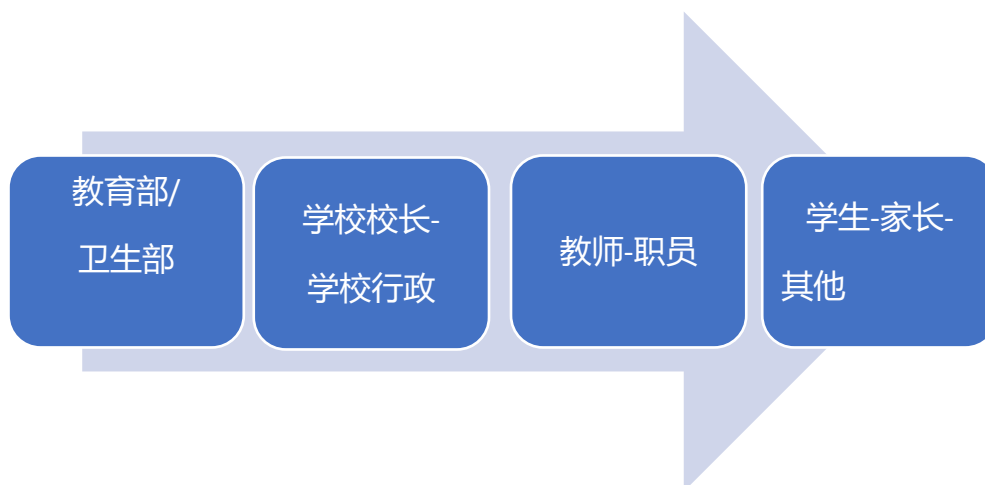 教育部/
卫生部
学校校长-
学校行政
教师-职员
学生-家长-
其他